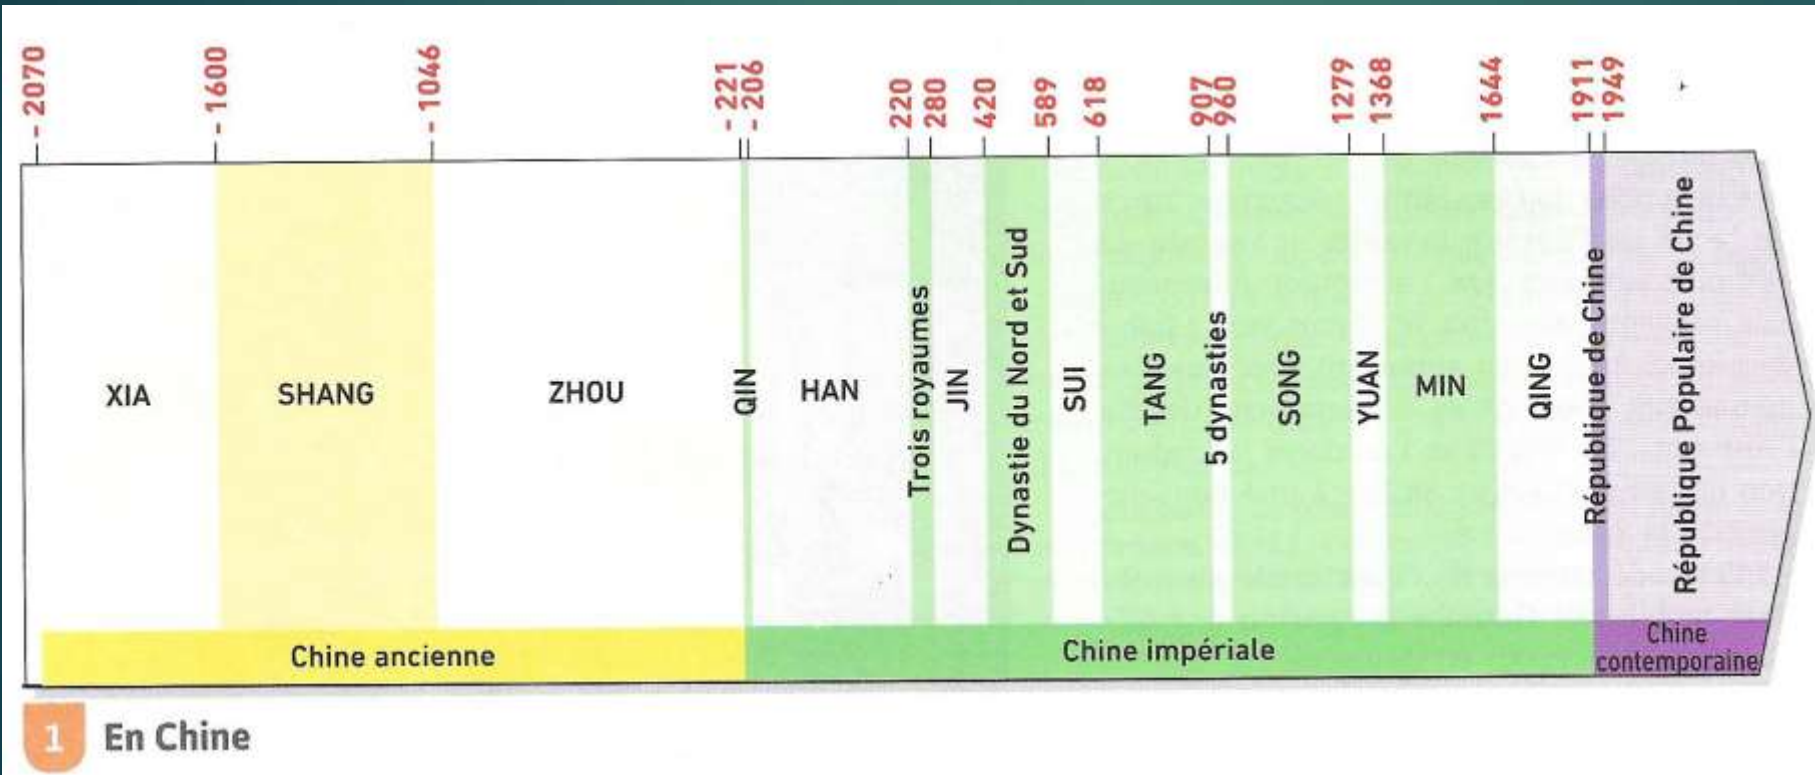 - 2070
- 1600
- 1046
- 221
- 206
220
280
420
589
618
907
960
1279
1368
1644
1911
1949
XIA
SHANG
ZHOU
QIN
HAN
Trois royaumes
JIN
Dynastie du Nord et Sud
SUI
TANG
5 dynasties
SONG
YUAN
MIN
QING
République de Chine
République Populaire de Chine
Chine ancienne
Chine impériale
Chine
contemporaine
1 En Chine